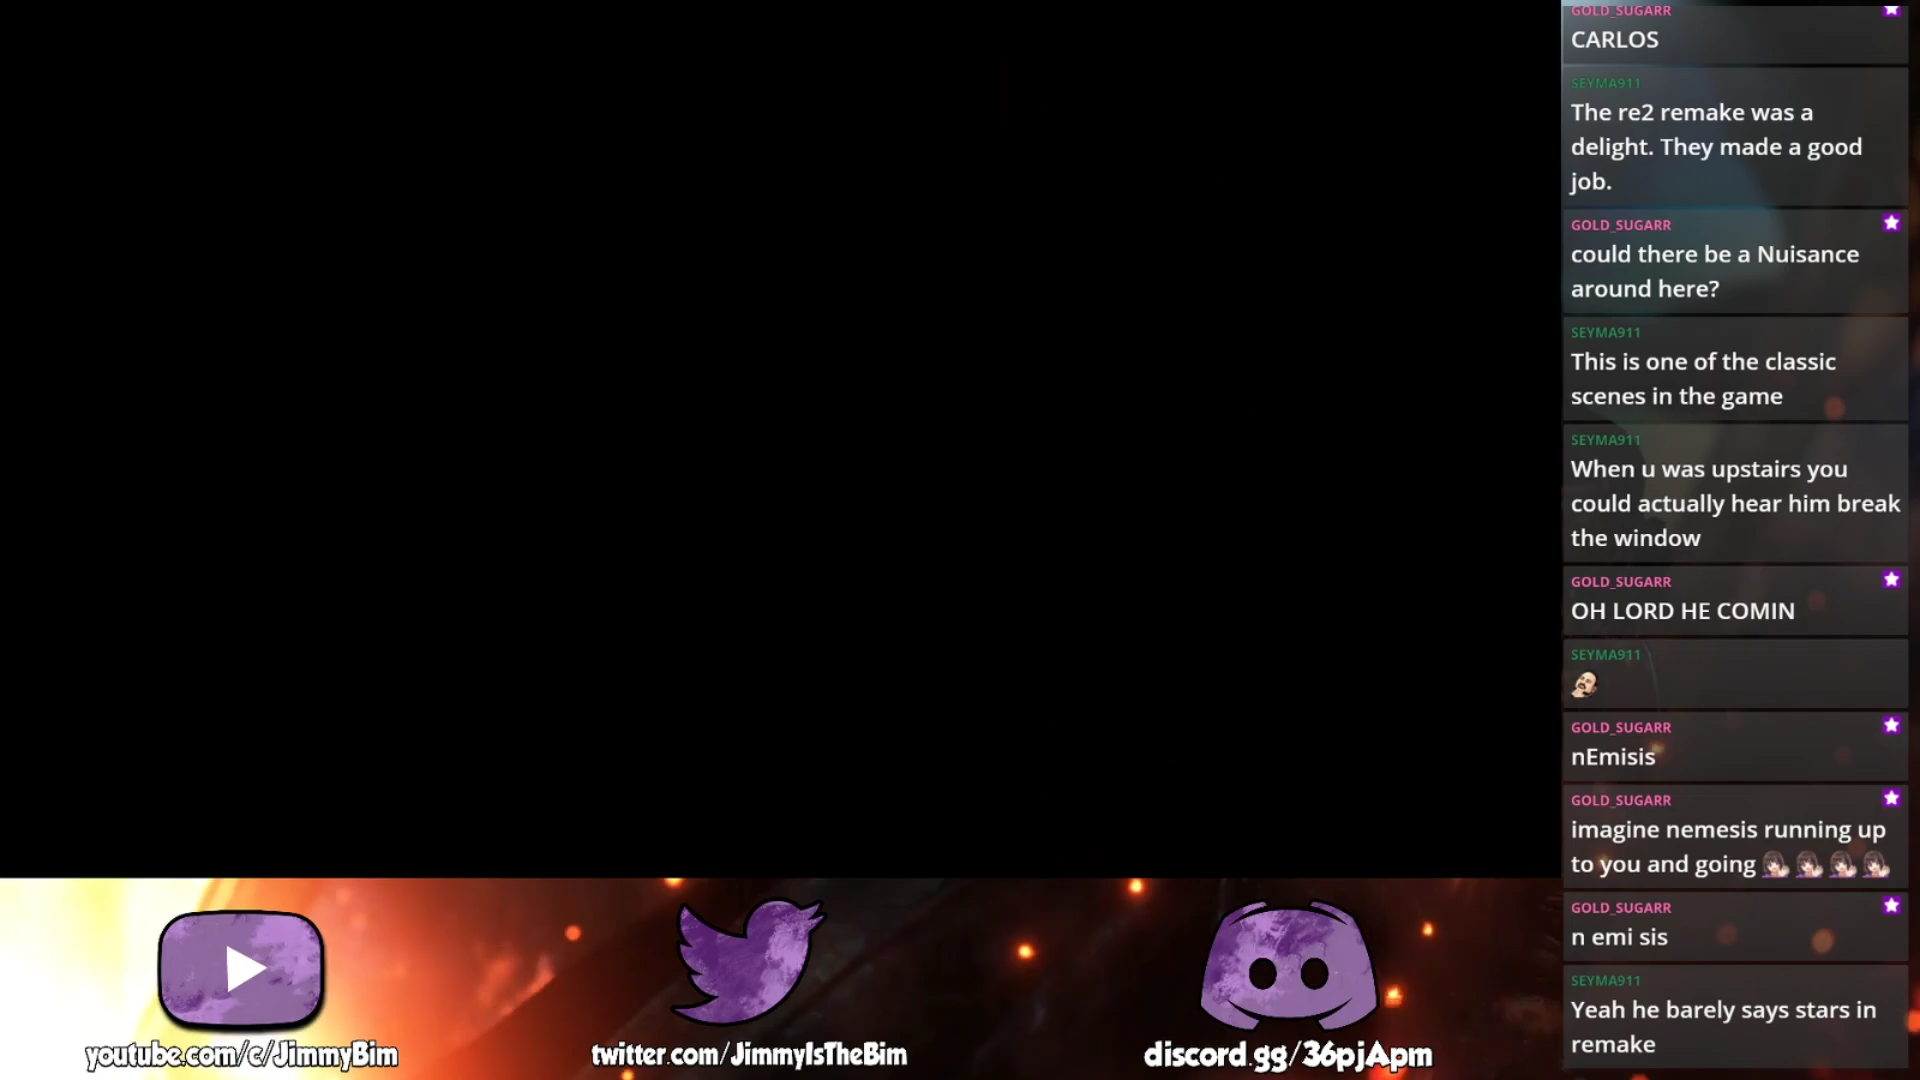 GOLD_SUGARR
CARLOS
SEYMA911
The re2 remake was a
delight. They made a good
job.
GOLD_SUGARR
could there be a Nuisance
around here?
SEYMA911
This is one of the classic
scenes in the game
SEYMA911
When u was upstairs you
could actually hear him break
the window
GOLD_SUGARR
OH LORD HE COMIN
SEYMA911
GOLD_SUGARR
nEmisis
GOLD_SUGARR
imagine nemesis running up
to you and going
GOLD_SUGARR
n emi sis
SEYMA911
Yeah he barely says stars in
remake
youtube.com/c/JimmyBim
twitter.com/JimmyIsTheBim
discord.gg/36pjApm